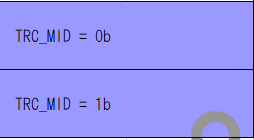 TRC_MID = 0b
TRC_MID = 1b